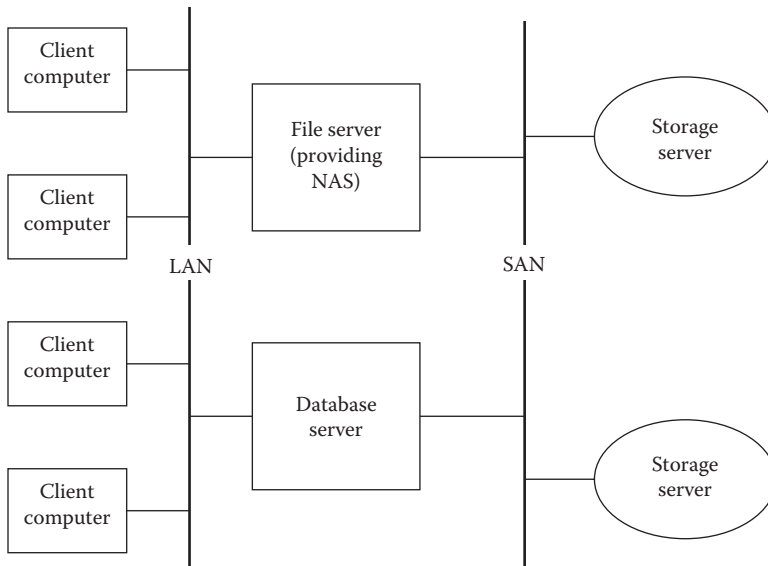 Client
computer
File server
(providing
NAS)
Storage
server
Client
computer
LAN
SAN
Client
computer
Database
server
Client
computer
Storage
server